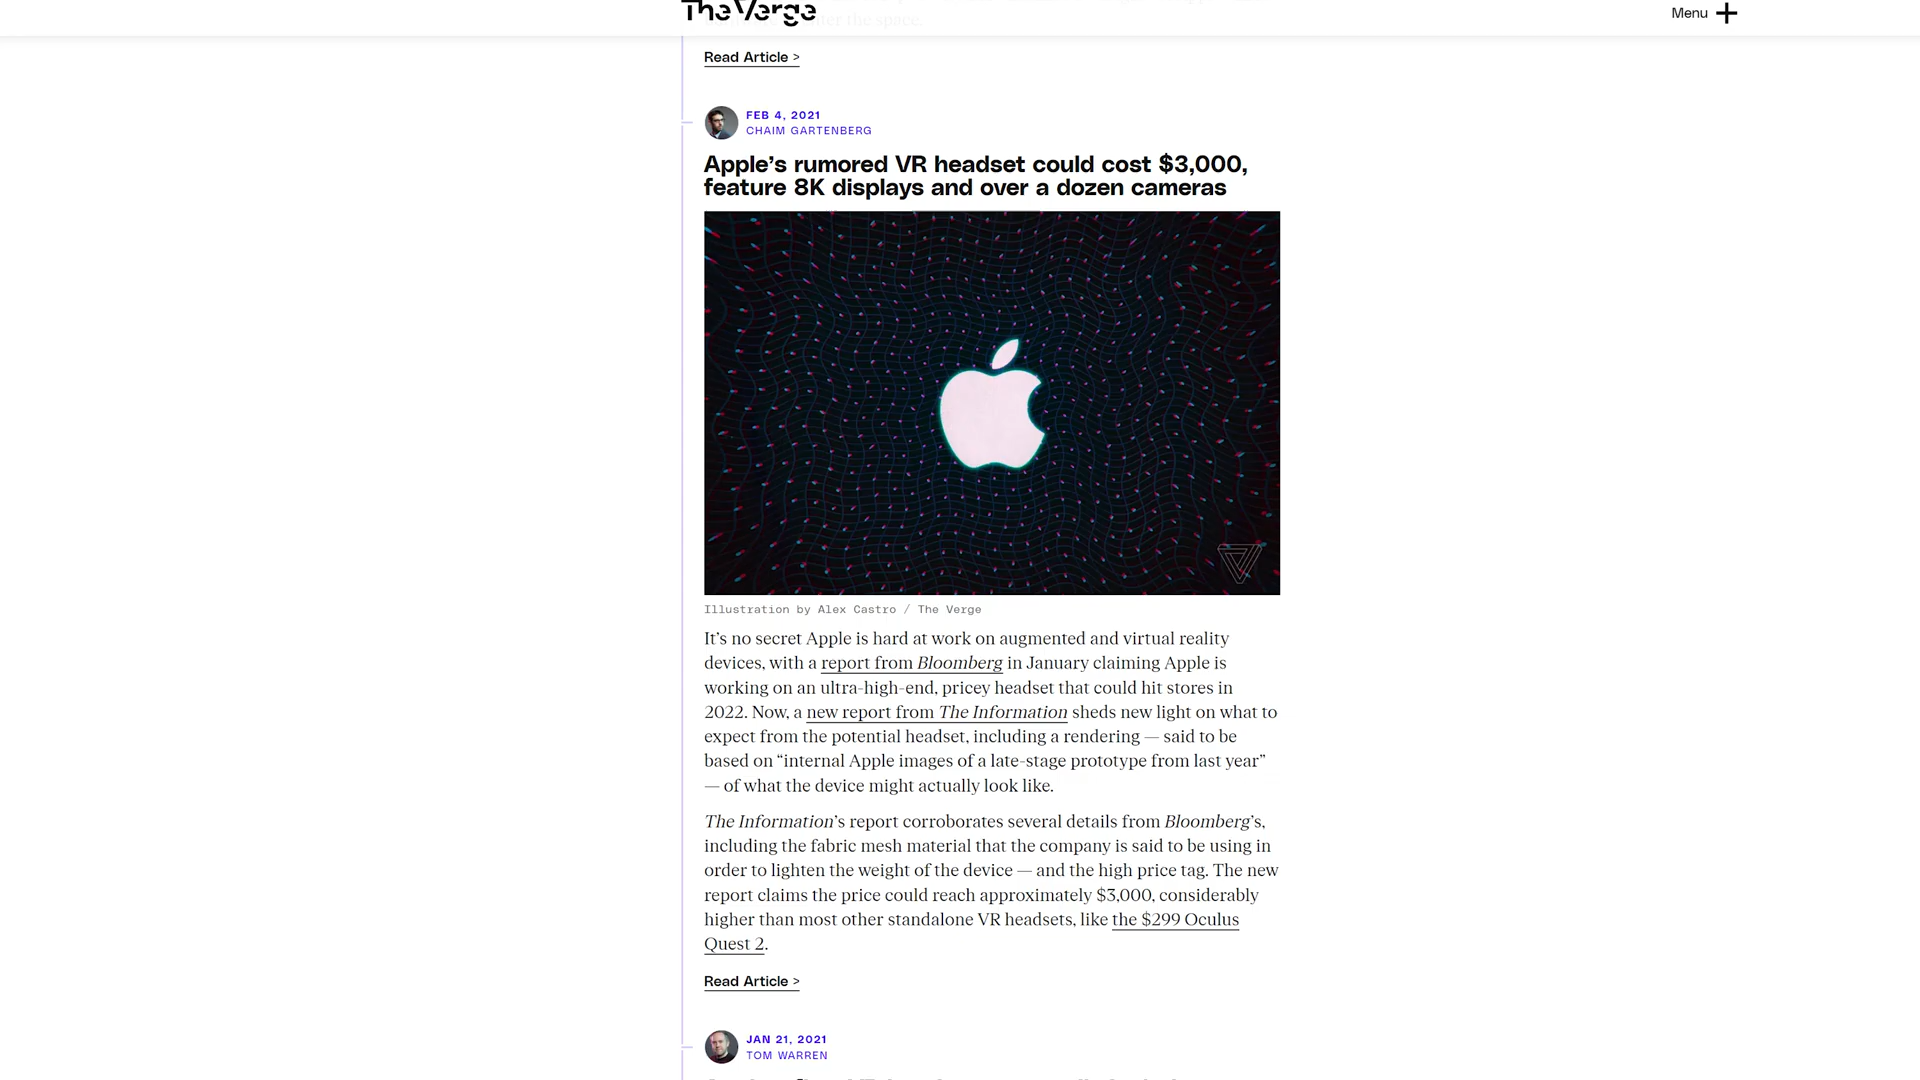 The Verge
Menu
enter the space.
Read Article >
FEB 4, 2021
CHAIM GARTENBERG
Apple’s rumored VR headset could cost $3,000,
feature 8K displays and over a dozen cameras
Illustration by Alex Castro / The Verge
It’s no secret Apple is hard at work on augmented and virtual reality
devices, with a report from Bloomberg in January claiming Apple is
working on an ultra-high-end, pricey headset that could hit stores in
2022. Now, a new report from The Information sheds new light on what to
expect from the potential headset, including a rendering — said to be
based on “internal Apple images of a late-stage prototype from last year”
— of what the device might actually look like.
The Information’s report corroborates several details from Bloomberg’s,
including the fabric mesh material that the company is said to be using in
order to lighten the weight of the device — and the high price tag. The new
report claims the price could reach approximately $3,000, considerably
higher than most other standalone VR headsets, like the $299 Oculus
Quest 2.
Read Article >
JAN 21, 2021
TOM WARREN